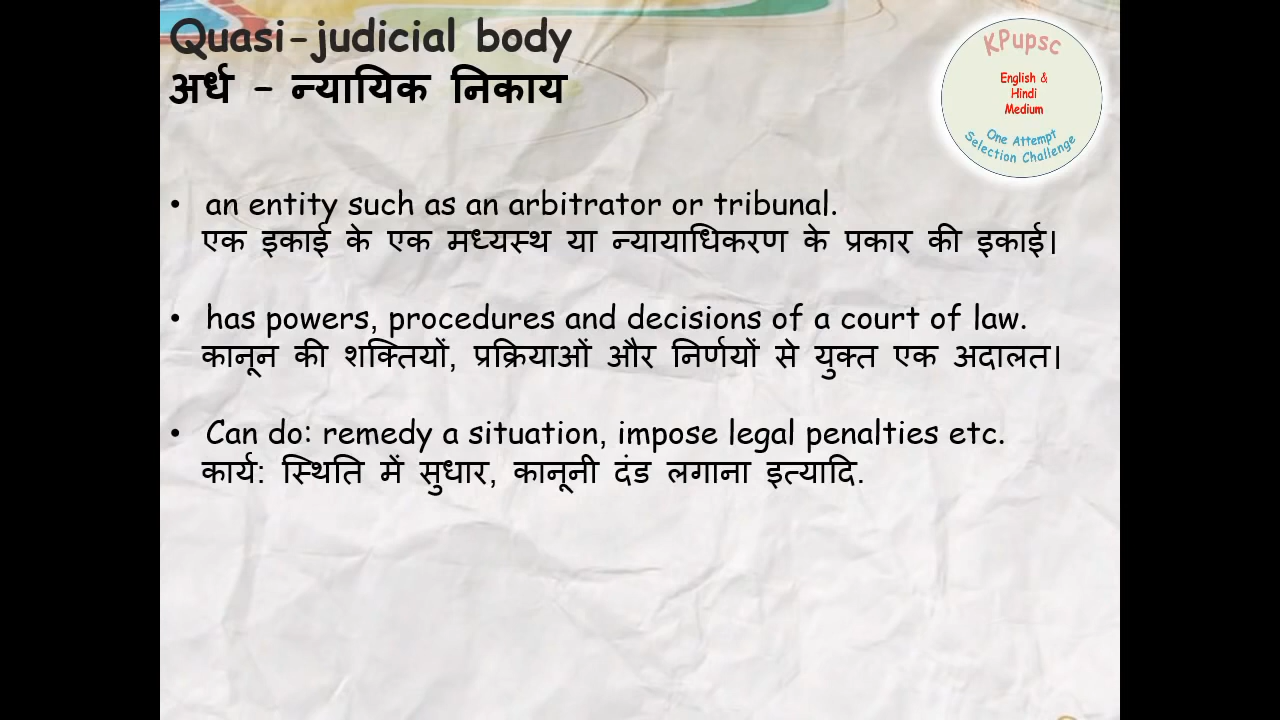 Quasi-judicial body
अर्ध – न्यायिक निकाय
KPupsc
English &
Hindi
Medium
One Attempt
Selection Challenge
• an entity such as an arbitrator or tribunal.
एक इकाई के एक मध्यस्थ या न्यायाधिकरण के प्रकार की इकाई।
• has powers, procedures and decisions of a court of law.
कानून की शक्तियों, प्रक्रियाओं और निर्णयों से युक्त एक अदालत।
• Can do: remedy a situation, impose legal penalties etc.
कार्य: स्थिति में सुधार, कानूनी दंड लगाना इत्यादि.